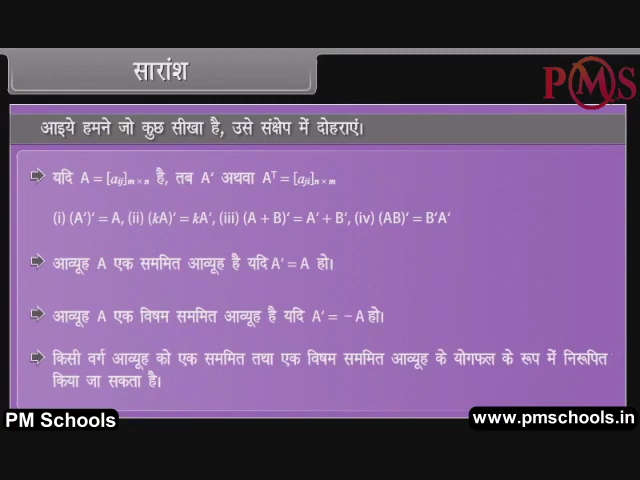 सारांश
PMS
आइये हमने जो कुछ सीखा है, उसे संक्षेप में दोहराएं।
यदि A = [aij]m × n है, तब A‘ अथवा Aᵀ = [aji]n × m
(i) (A‘)‘ = A, (ii) (kA)‘ = kA‘, (iii) (A + B)‘ = A‘ + B‘, (iv) (AB)‘ = B‘A‘
आव्यूह A एक सममित आव्यूह है यदि A‘ = A हो।
आव्यूह A एक विषम सममित आव्यूह है यदि A‘ = – A हो।
किसी वर्ग आव्यूह को एक सममित तथा एक विषम सममित आव्यूह के योगफल के रूप में निरूपित
किया जा सकता है।
PM Schools
www.pmschools.in